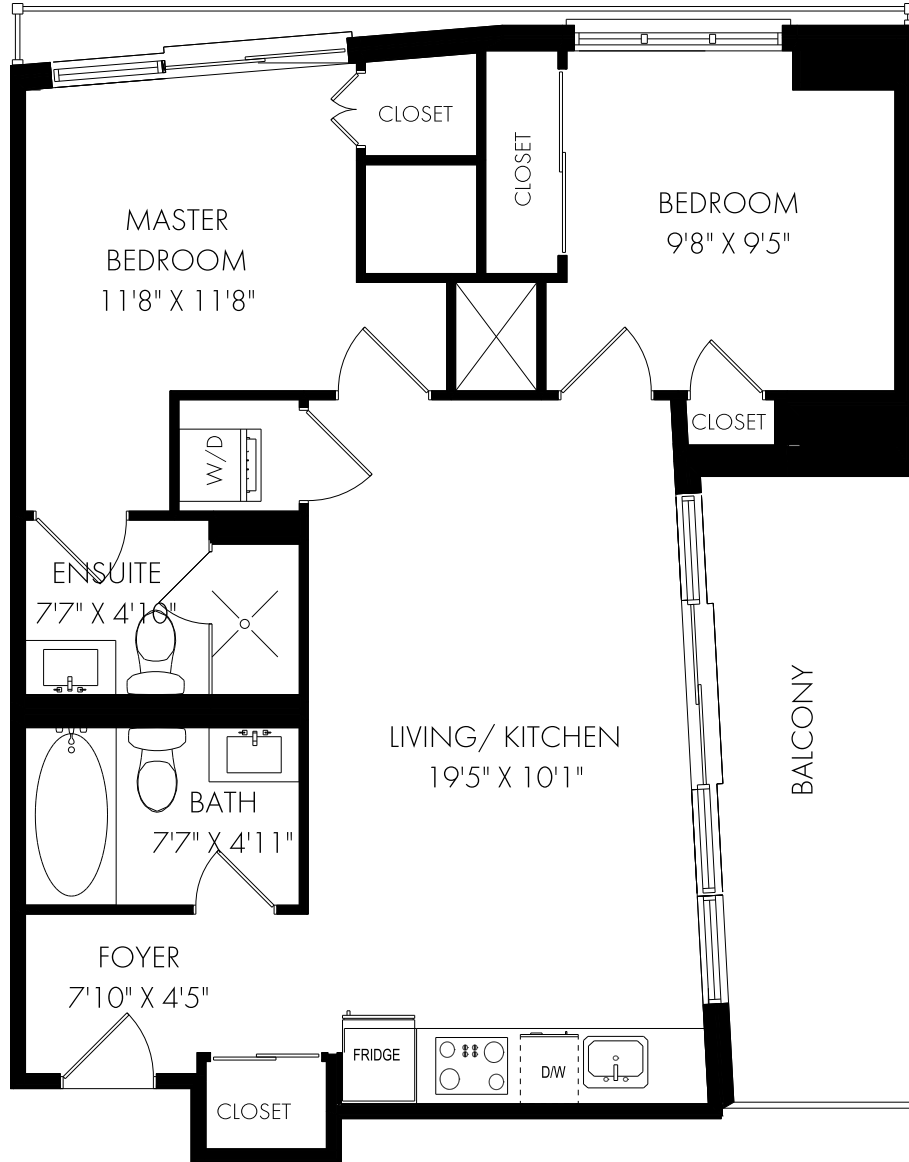 CLOSET
CLOSET
MASTER
BEDROOM
11'8" X 11'8"
BEDROOM
9'8" X 9'5"
CLOSET
W/D
ENSUITE
7'7" X 4'10"
LIVING/ KITCHEN
19'5" X 10'1"
BALCONY
BATH
7'7" X 4'11"
FOYER
7'10" X 4'5"
FRIDGE
D/W
CLOSET